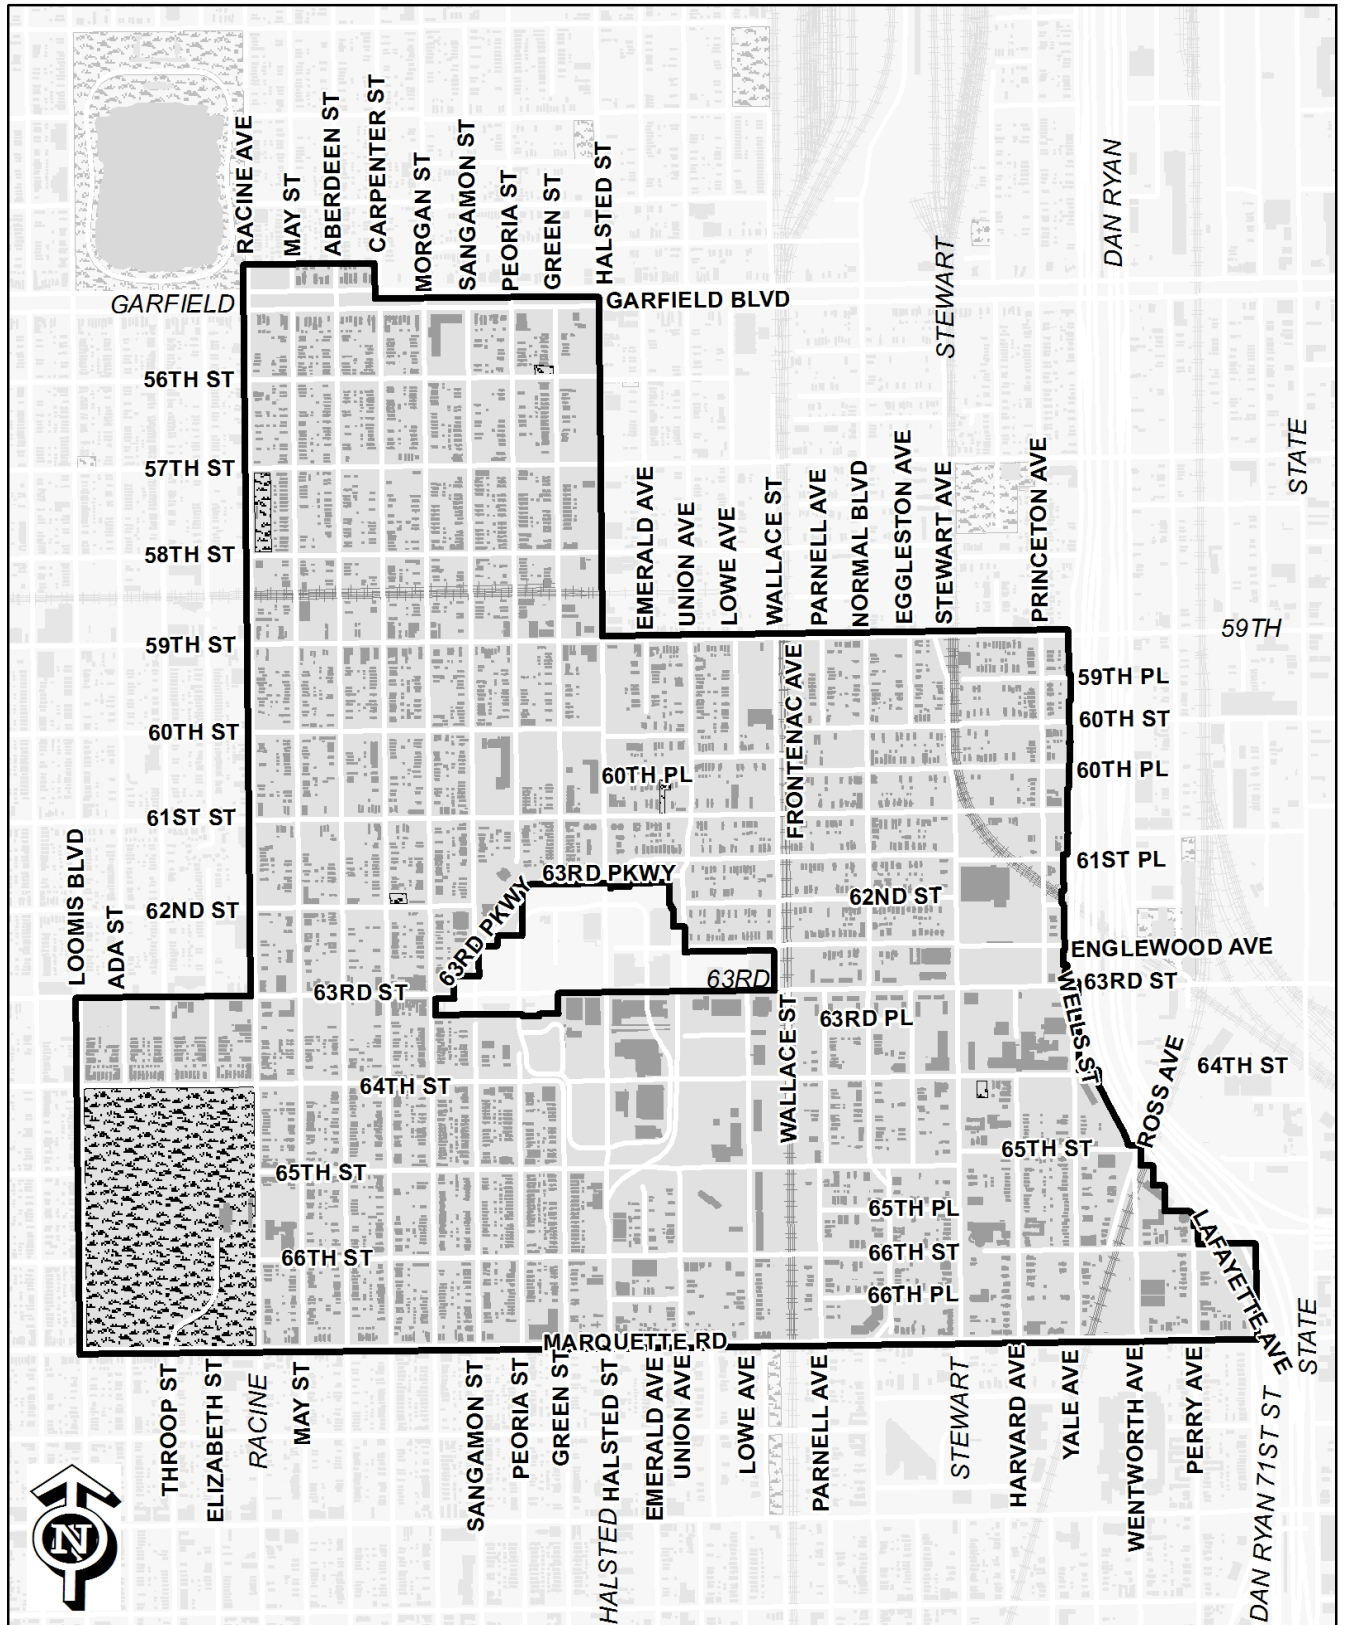 RACINE AVE
MAY ST
ABERDEEN ST
CARPENTER ST
MORGAN ST
SANGAMON ST
PEORIA ST
GREEN ST
HALSTED ST
DAN RYAN
STEWART
GARFIELD
GARFIELD BLVD
56TH ST
57TH ST
58TH ST
59TH ST
60TH ST
61ST ST
62ND ST
STATE
EMERALD AVE
UNION AVE
LOWE AVE
WALLACE ST
PARNELL AVE
NORMAL BLVD
EGGLESTON AVE
STEWART AVE
PRINCETON AVE
59TH
59TH PL
60TH ST
60TH PL
FRONTENAC AVE
60TH PL
61ST PL
63RD PKWY
63RD PKWY
62ND ST
LOOMIS BLVD
ADA ST
ENGLEWOOD AVE
63RD
63RD ST
63RD ST
WELLS ST
63RD PL
WALLACE ST
64TH ST
64TH ST
ROSS AVE
65TH ST
65TH ST
65TH PL
66TH ST
66TH ST
66TH PL
LAFAYETTE AVE
STATE
MARQUETTE RD
THROOP ST
ELIZABETH ST
RACINE
MAY ST
SANGAMON ST
PEORIA ST
GREEN ST
HALSTED
HALSTED ST
EMERALD AVE
UNION AVE
LOWE AVE
PARNELL AVE
STEWART
HARVARD AVE
YALE AVE
WENTWORTH AVE
PERRY AVE
DAN RYAN 71ST ST
N